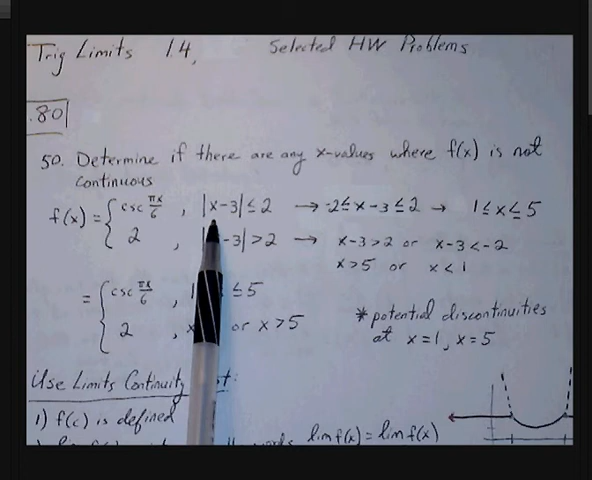 Trig Limits 1.4, Selected HW Problems
.80
50. Determine if there are any x-values where f(x) is not
continuous
f(x) = { csc πx/6 , |x-3| ≤ 2 → -2 ≤ x-3 ≤ 2 → 1 ≤ x ≤ 5
2 , -3| > 2 → x-3 > 2 or x-3 < -2
x > 5 or x < 1
= { csc πx/6 , ≤ 5
2 , or x > 5
* potential discontinuities
at x = 1, x = 5
Use Limits Continuity
1) f(c) is defined
lim f(x) = lim f(x)